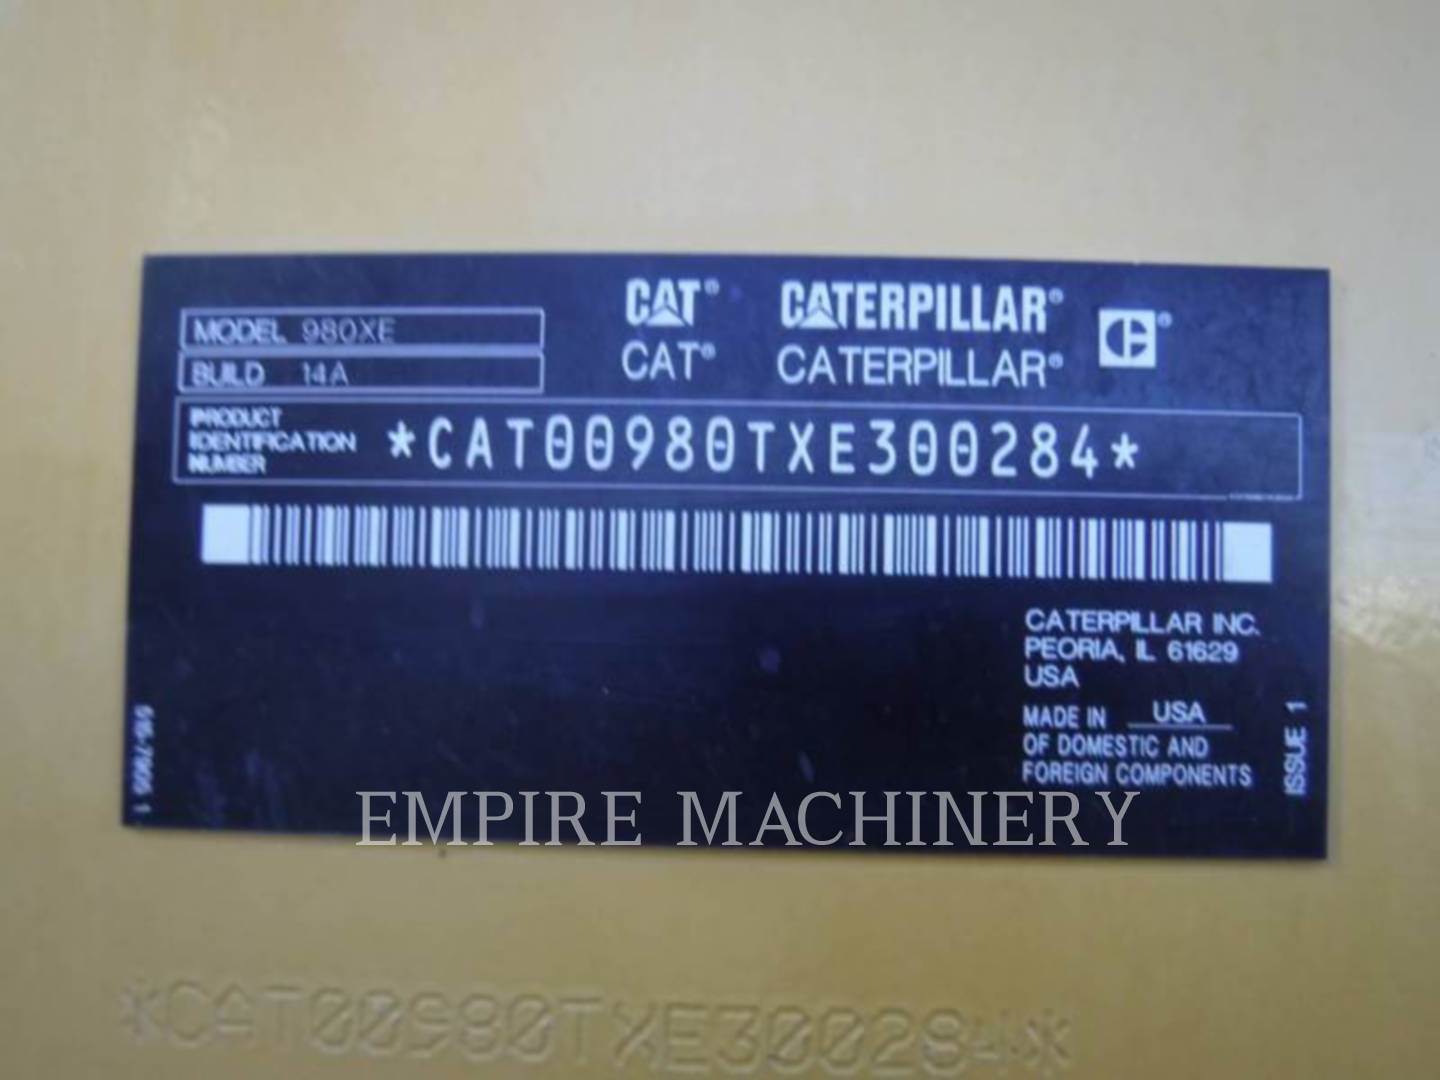 MODEL 980XE
BUILD 14A
CAT® CATERPILLAR® ®
CAT® CATERPILLAR®
PRODUCT
IDENTIFICATION
NUMBER
*CAT00980TXE300284*
CATERPILLAR INC.
PEORIA, IL 61629
USA
MADE IN USA
OF DOMESTIC AND
FOREIGN COMPONENTS
ISSUE 1
EMPIRE MACHINERY
*CAT00980TXE300284*